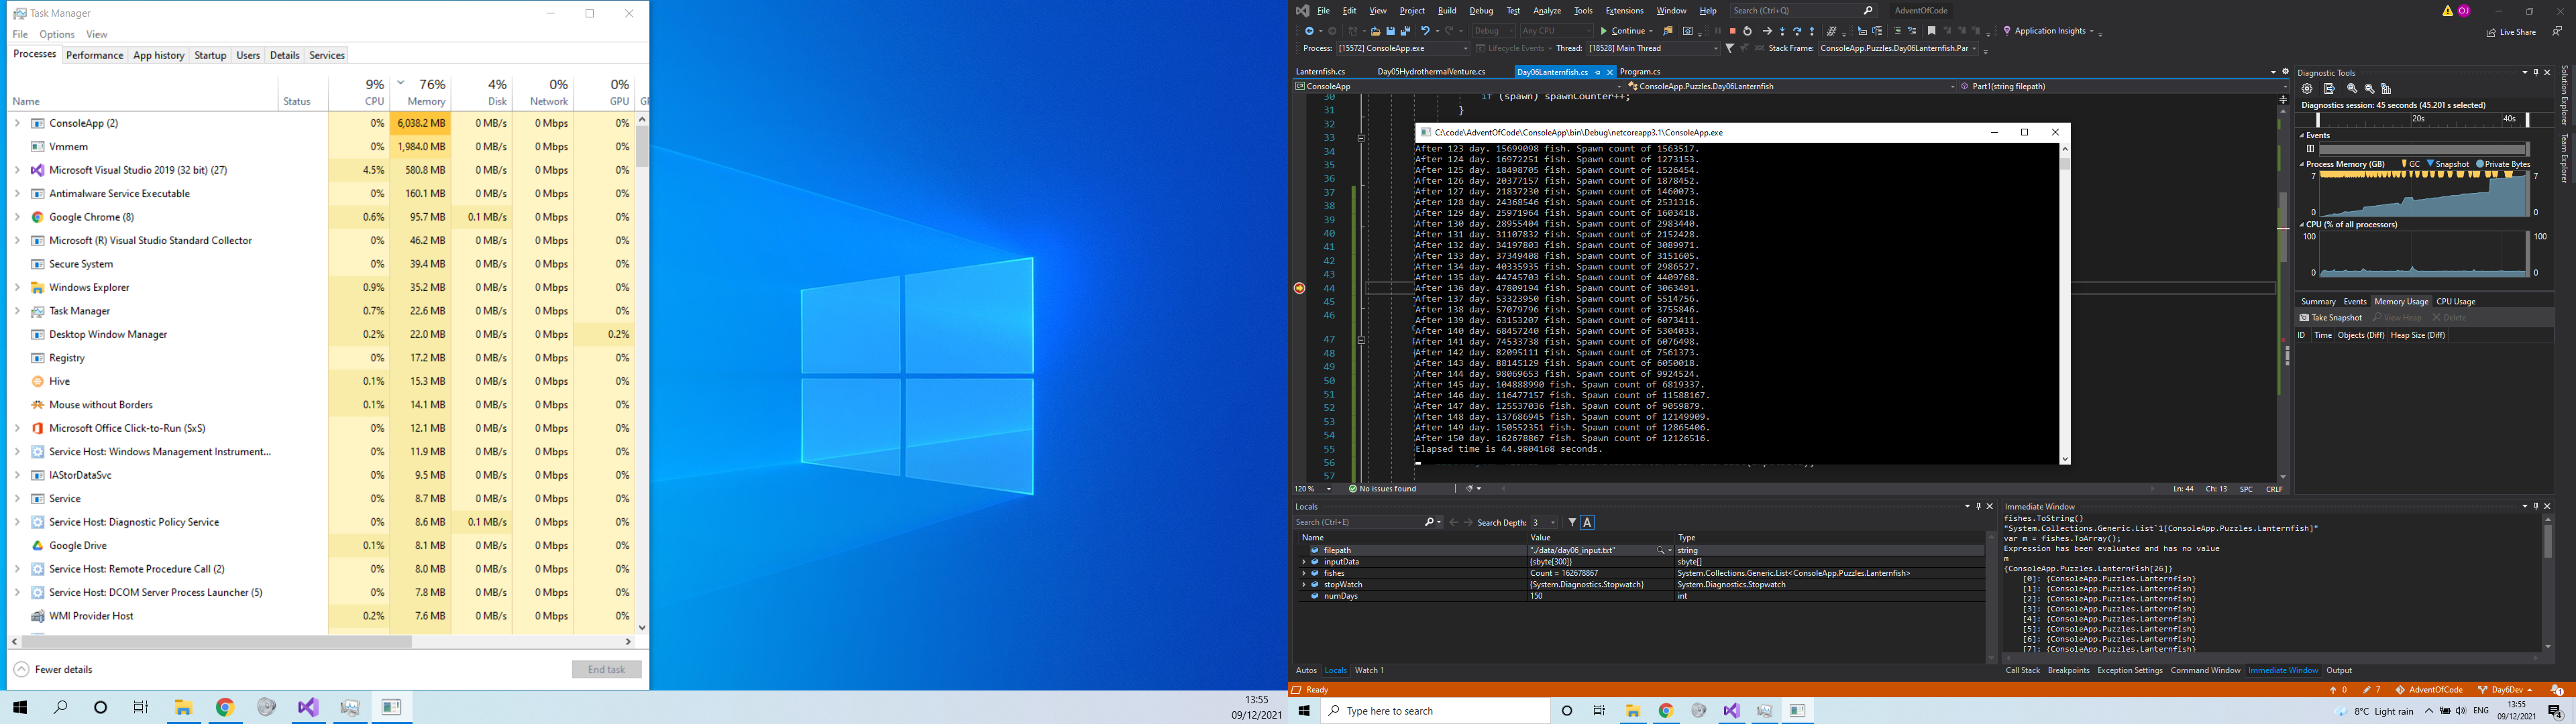 Task Manager
File Options View
Processes Performance App history Startup Users Details Services
9% 76% 4% 0% 0%
Name Status CPU Memory Disk Network GPU
ConsoleApp (2) 0% 6,038.2 MB 0 MB/s 0 Mbps 0%
Vmmem 0% 1,984.0 MB 0 MB/s 0 Mbps 0%
Microsoft Visual Studio 2019 (32 bit) (27) 4.5% 580.8 MB 0 MB/s 0 Mbps 0%
Antimalware Service Executable 0% 160.1 MB 0 MB/s 0 Mbps 0%
Google Chrome (8) 0.6% 95.7 MB 0.1 MB/s 0 Mbps 0%
Microsoft (R) Visual Studio Standard Collector 0% 46.2 MB 0 MB/s 0 Mbps 0%
Secure System 0% 39.4 MB 0 MB/s 0 Mbps 0%
Windows Explorer 0.9% 35.2 MB 0 MB/s 0 Mbps 0%
Task Manager 0.7% 22.6 MB 0 MB/s 0 Mbps 0%
Desktop Window Manager 0.2% 22.0 MB 0 MB/s 0 Mbps 0.2%
Registry 0% 17.2 MB 0 MB/s 0 Mbps 0%
Hive 0.1% 15.3 MB 0 MB/s 0 Mbps 0%
Mouse without Borders 0.1% 14.1 MB 0 MB/s 0 Mbps 0%
Microsoft Office Click-to-Run (SxS) 0% 12.1 MB 0 MB/s 0 Mbps 0%
Service Host: Windows Management Instrument... 0% 11.9 MB 0 MB/s 0 Mbps 0%
IAStorDataSvc 0% 9.5 MB 0 MB/s 0 Mbps 0%
Service 0% 8.7 MB 0 MB/s 0 Mbps 0%
Service Host: Diagnostic Policy Service 0% 8.6 MB 0.1 MB/s 0 Mbps 0%
Google Drive 0.1% 8.1 MB 0 MB/s 0 Mbps 0%
Service Host: Remote Procedure Call (2) 0% 8.0 MB 0 MB/s 0 Mbps 0%
Service Host: DCOM Server Process Launcher (5) 0% 7.8 MB 0 MB/s 0 Mbps 0%
WMI Provider Host 0.2% 7.6 MB 0 MB/s 0 Mbps 0%
Fewer details End task
13:55
09/12/2021
File Edit View Project Build Debug Test Analyze Tools Extensions Window Help Search (Ctrl+Q) AdventOfCode OJ
Debug Any CPU Continue Application Insights Live Share
Process: [15572] ConsoleApp.exe Lifecycle Events Thread: [18528] Main Thread Stack Frame: ConsoleApp.Puzzles.Day06Lanternfish.Par
Lanternfish.cs Day05HydrothermalVenture.cs Day06Lanternfish.cs Program.cs
ConsoleApp ConsoleApp.Puzzles.Day06Lanternfish Part1(string filepath)
30 if (spawn) spawnCounter++;
31 }
32
33
34
35
36
37
38
39
40
41
42
43
44
45
46
47
48
49
50
51
52
53
54
55
56
57
C:\code\AdventOfCode\ConsoleApp\bin\Debug\netcoreapp3.1\ConsoleApp.exe
After 123 day. 15699098 fish. Spawn count of 1563517.
After 124 day. 16972251 fish. Spawn count of 1273153.
After 125 day. 18498705 fish. Spawn count of 1526454.
After 126 day. 20377157 fish. Spawn count of 1878452.
After 127 day. 21837230 fish. Spawn count of 1460073.
After 128 day. 24368546 fish. Spawn count of 2531316.
After 129 day. 25971964 fish. Spawn count of 1603418.
After 130 day. 28955404 fish. Spawn count of 2983440.
After 131 day. 31107832 fish. Spawn count of 2152428.
After 132 day. 34197803 fish. Spawn count of 3089971.
After 133 day. 37349408 fish. Spawn count of 3151605.
After 134 day. 40335935 fish. Spawn count of 2986527.
After 135 day. 44745703 fish. Spawn count of 4409768.
After 136 day. 47809194 fish. Spawn count of 3063491.
After 137 day. 53323950 fish. Spawn count of 5514756.
After 138 day. 57079796 fish. Spawn count of 3755846.
After 139 day. 63153207 fish. Spawn count of 6073411.
After 140 day. 68457240 fish. Spawn count of 5304033.
After 141 day. 74533738 fish. Spawn count of 6076498.
After 142 day. 82095111 fish. Spawn count of 7561373.
After 143 day. 88145129 fish. Spawn count of 6050018.
After 144 day. 98069653 fish. Spawn count of 9924524.
After 145 day. 104888990 fish. Spawn count of 6819337.
After 146 day. 116477157 fish. Spawn count of 11588167.
After 147 day. 125537036 fish. Spawn count of 9059879.
After 148 day. 137686945 fish. Spawn count of 12149909.
After 149 day. 150552351 fish. Spawn count of 12865406.
After 150 day. 162678867 fish. Spawn count of 12126516.
Elapsed time is 44.9804168 seconds.
120 % No issues found Ln: 44 Ch: 13 SPC CRLF
Diagnostic Tools
Diagnostics session: 45 seconds (45.201 s selected)
20s 40s
Events
Process Memory (GB) GC Snapshot Private Bytes
7 7
0 0
CPU (% of all processors)
100 100
0 0
Summary Events Memory Usage CPU Usage
Take Snapshot View Heap Delete
ID Time Objects (Diff) Heap Size (Diff)
Solution Explorer
Team Explorer
Locals
Search (Ctrl+E) Search Depth: 3 A
Name Value Type
filepath "./data/day06_input.txt" string
inputData {sbyte[300]} sbyte[]
fishes Count = 162678867 System.Collections.Generic.List<ConsoleApp.Puzzles.Lanternfish>
stopWatch {System.Diagnostics.Stopwatch} System.Diagnostics.Stopwatch
numDays 150 int
Autos Locals Watch 1
Immediate Window
fishes.ToString()
"System.Collections.Generic.List`1[ConsoleApp.Puzzles.Lanternfish]"
var m = fishes.ToArray();
Expression has been evaluated and has no value
m
{ConsoleApp.Puzzles.Lanternfish[26]}
[0]: {ConsoleApp.Puzzles.Lanternfish}
[1]: {ConsoleApp.Puzzles.Lanternfish}
[2]: {ConsoleApp.Puzzles.Lanternfish}
[3]: {ConsoleApp.Puzzles.Lanternfish}
[4]: {ConsoleApp.Puzzles.Lanternfish}
[5]: {ConsoleApp.Puzzles.Lanternfish}
[6]: {ConsoleApp.Puzzles.Lanternfish}
[7]: {ConsoleApp.Puzzles.Lanternfish}
Call Stack Breakpoints Exception Settings Command Window Immediate Window Output
Ready 0 7 AdventOfCode Day6Dev 1
Type here to search 8°C Light rain ENG 13:55
09/12/2021 4